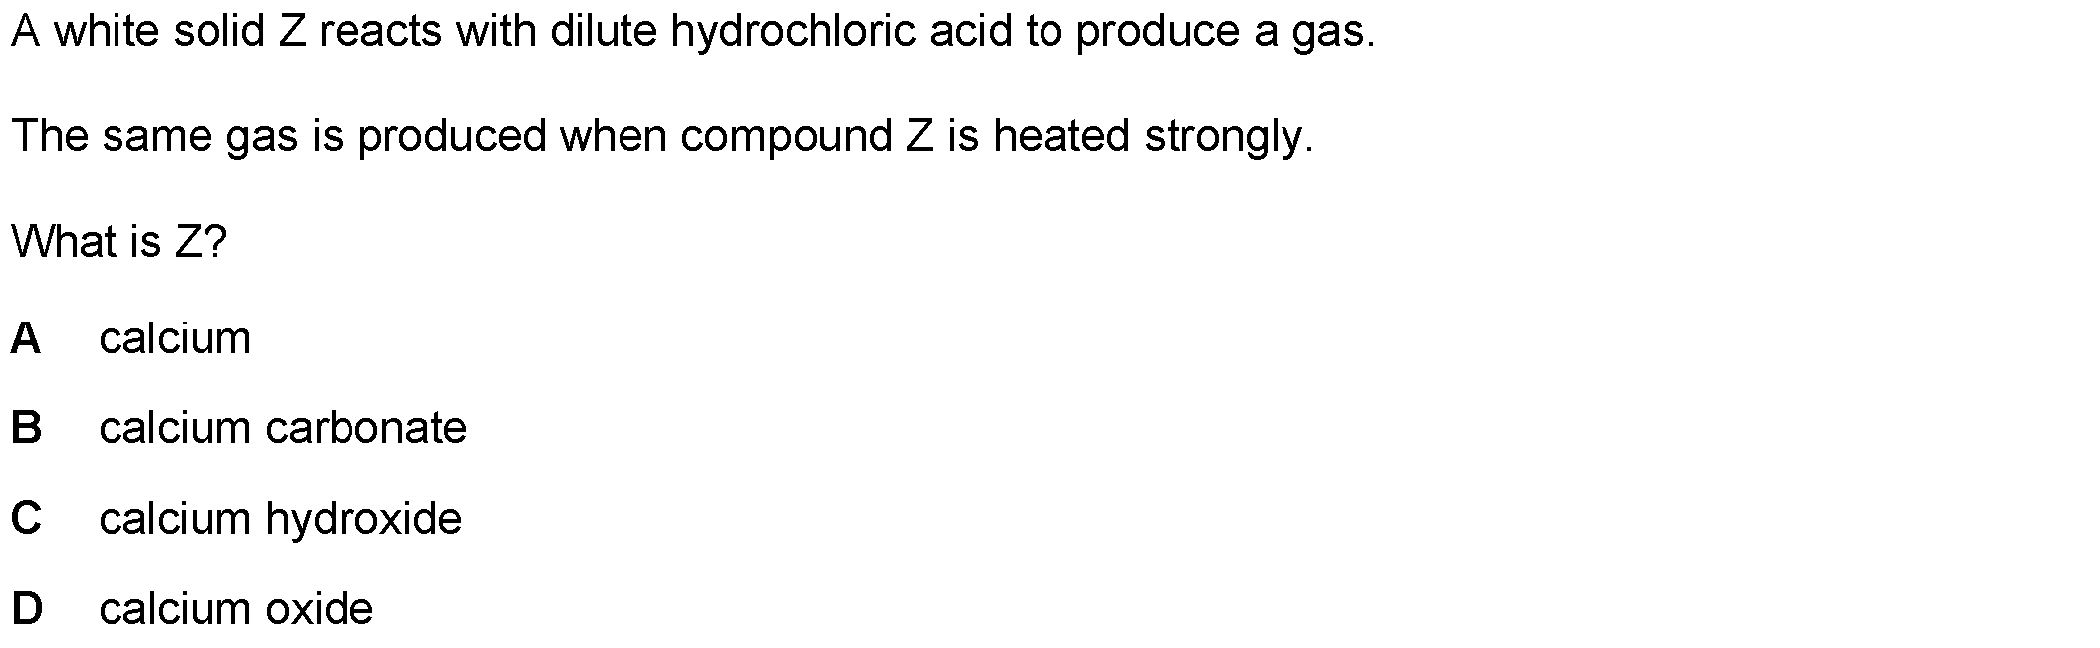 A white solid Z reacts with dilute hydrochloric acid to produce a gas.
The same gas is produced when compound Z is heated strongly.
What is Z?
A calcium
B calcium carbonate
C calcium hydroxide
D calcium oxide